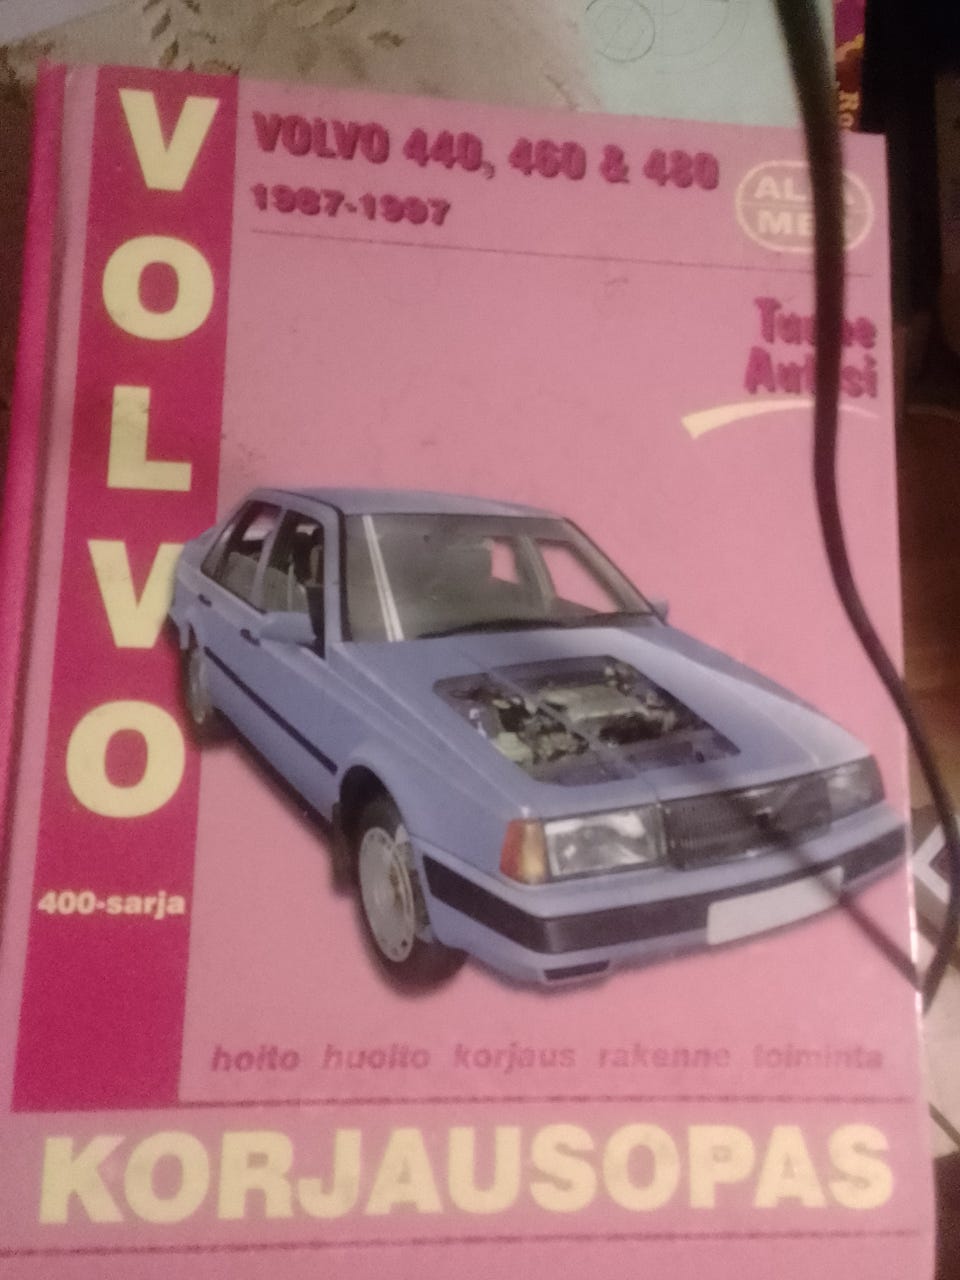 VOLVO
VOLVO 440, 460 & 480
1987-1997
400-sarja
hoito huolto korjaus rakenne toiminta
KORJAUSOPAS